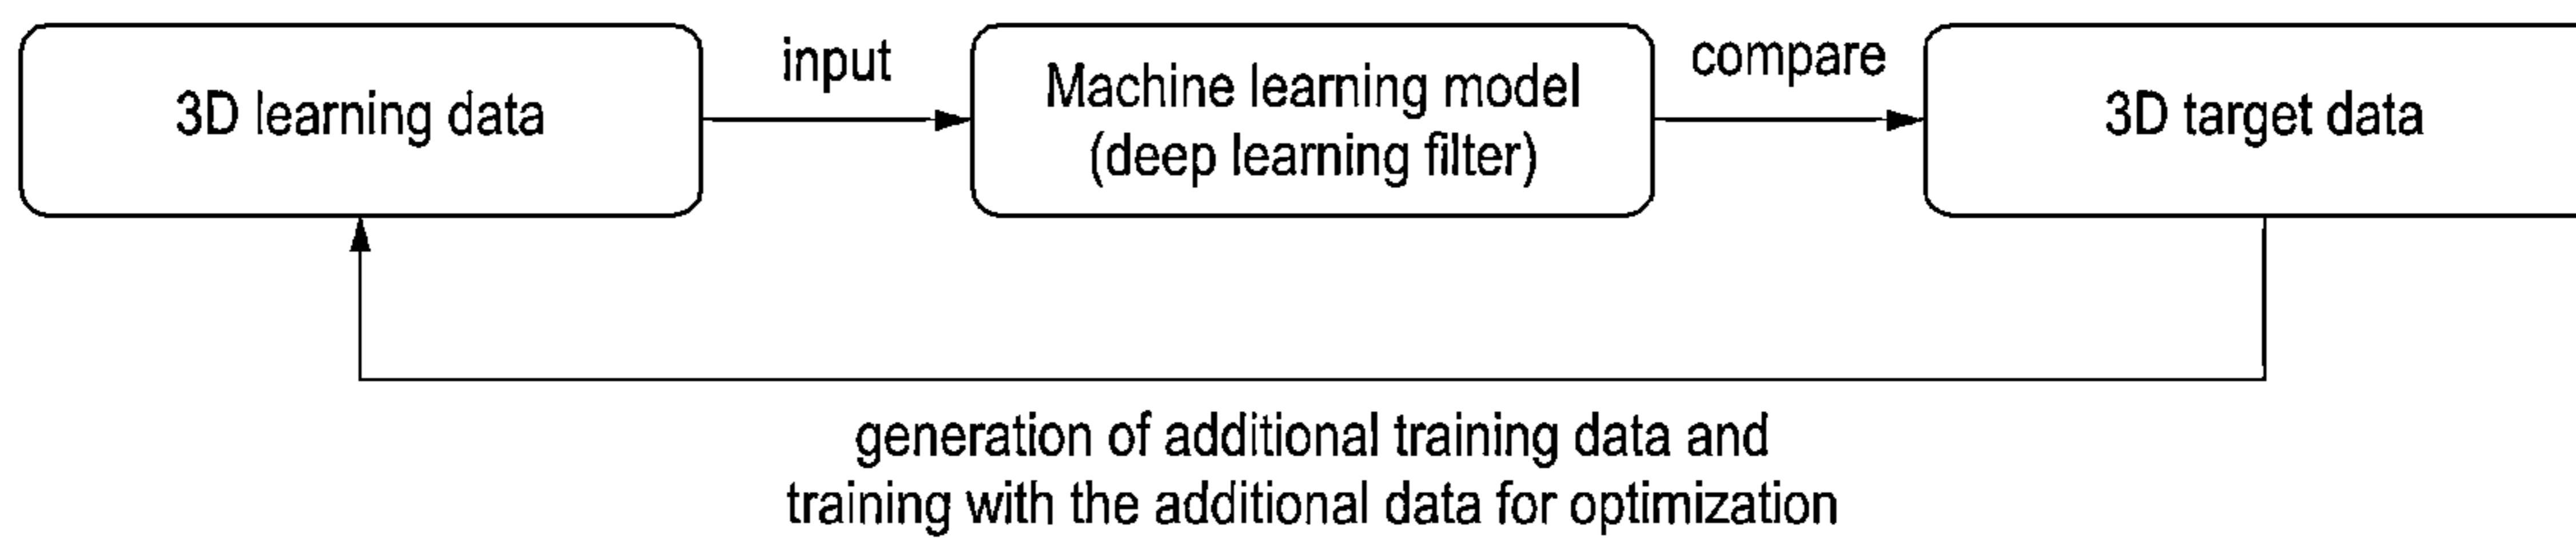 3D learning data
input
Machine learning model
(deep learning filter)
compare
3D target data
generation of additional training data and
training with the additional data for optimization